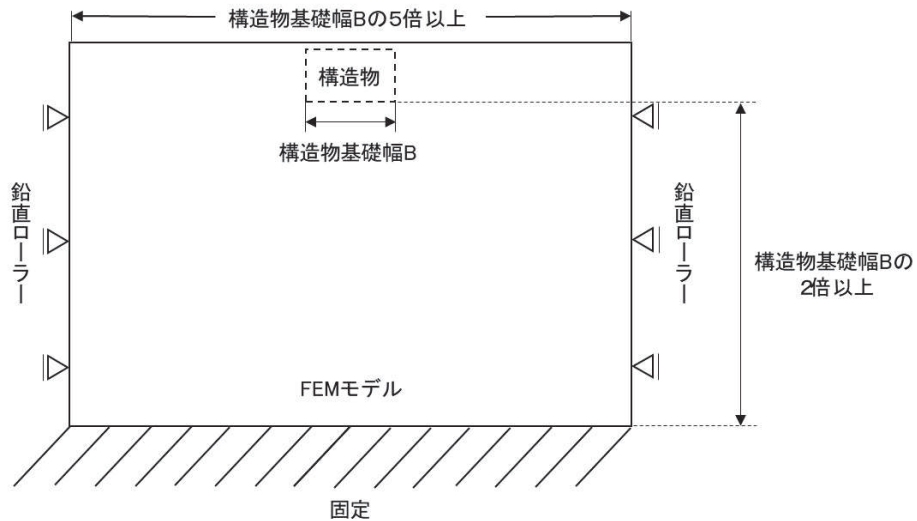 構造物基礎幅Bの5倍以上
構造物
構造物基礎幅B
鉛直ローラー
鉛直ローラー
構造物基礎幅Bの
2倍以上
FEMモデル
固定